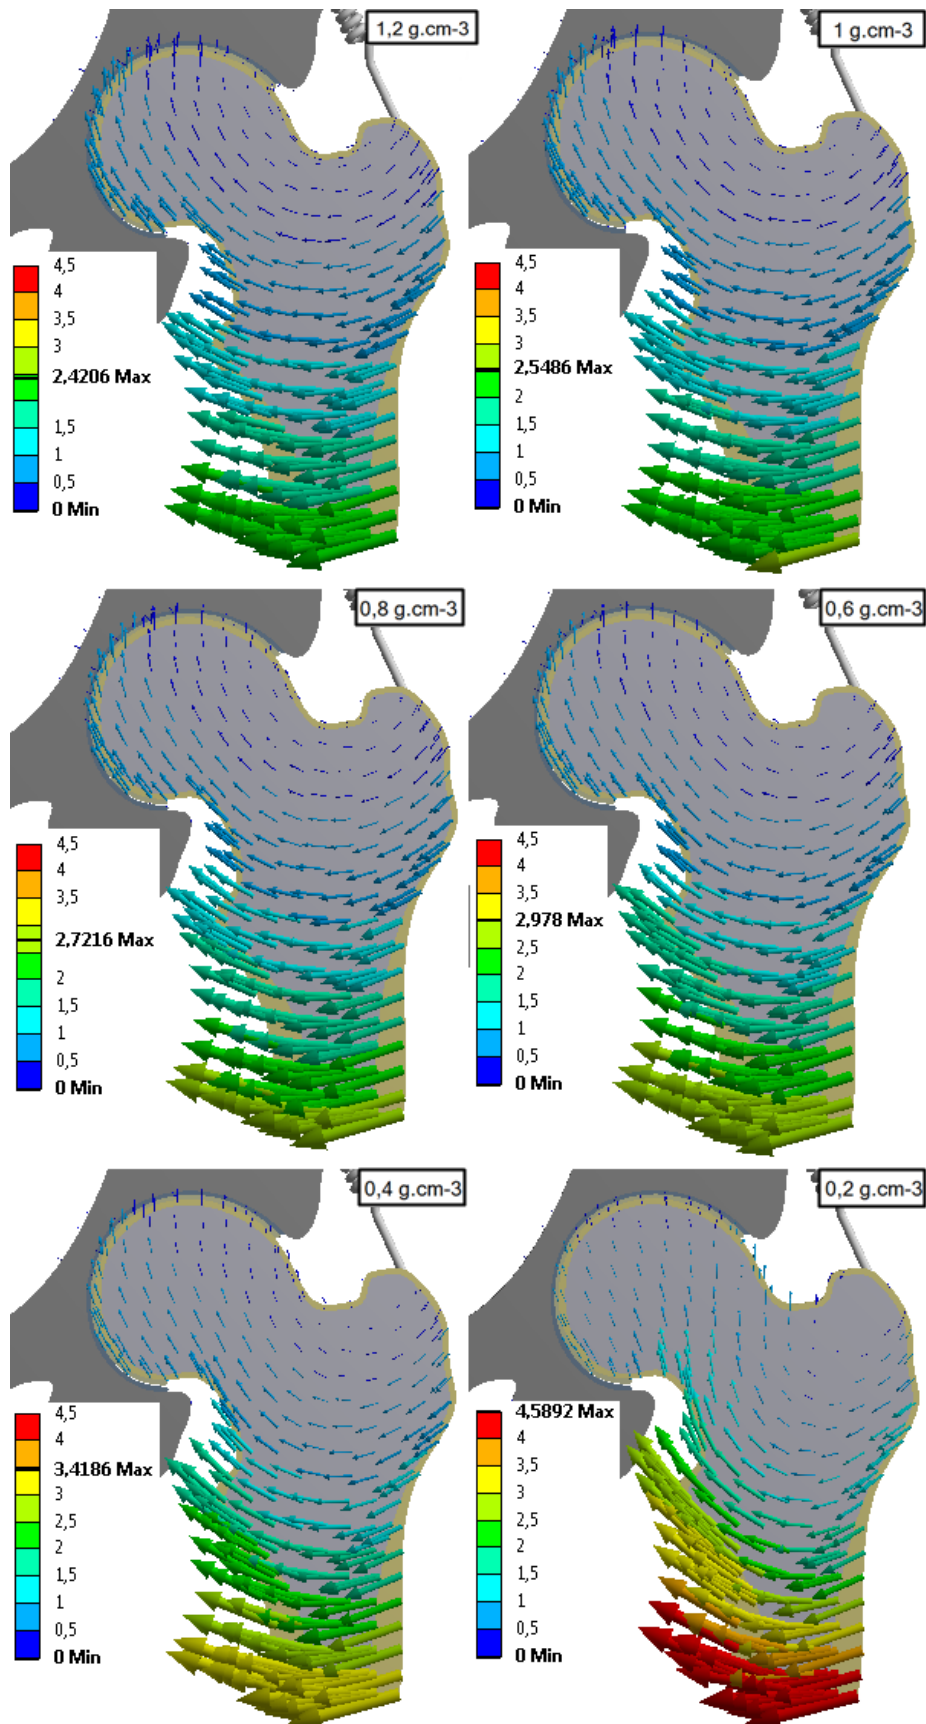 1,2 g.cm-3
4,5
4
3,5
3
2,4206 Max
1,5
1
0,5
0 Min
1 g.cm-3
4,5
4
3,5
3
2,5486 Max
2
1,5
1
0,5
0 Min
0,8 g.cm-3
4,5
4
3,5
2,7216 Max
2
1,5
1
0,5
0 Min
0,6 g.cm-3
4,5
4
3,5
2,978 Max
2,5
2
1,5
1
0,5
0 Min
0,4 g.cm-3
4,5
4
3,4186 Max
3
2,5
2
1,5
1
0,5
0 Min
0,2 g.cm-3
4,5892 Max
4
3,5
3
2,5
2
1,5
1
0,5
0 Min